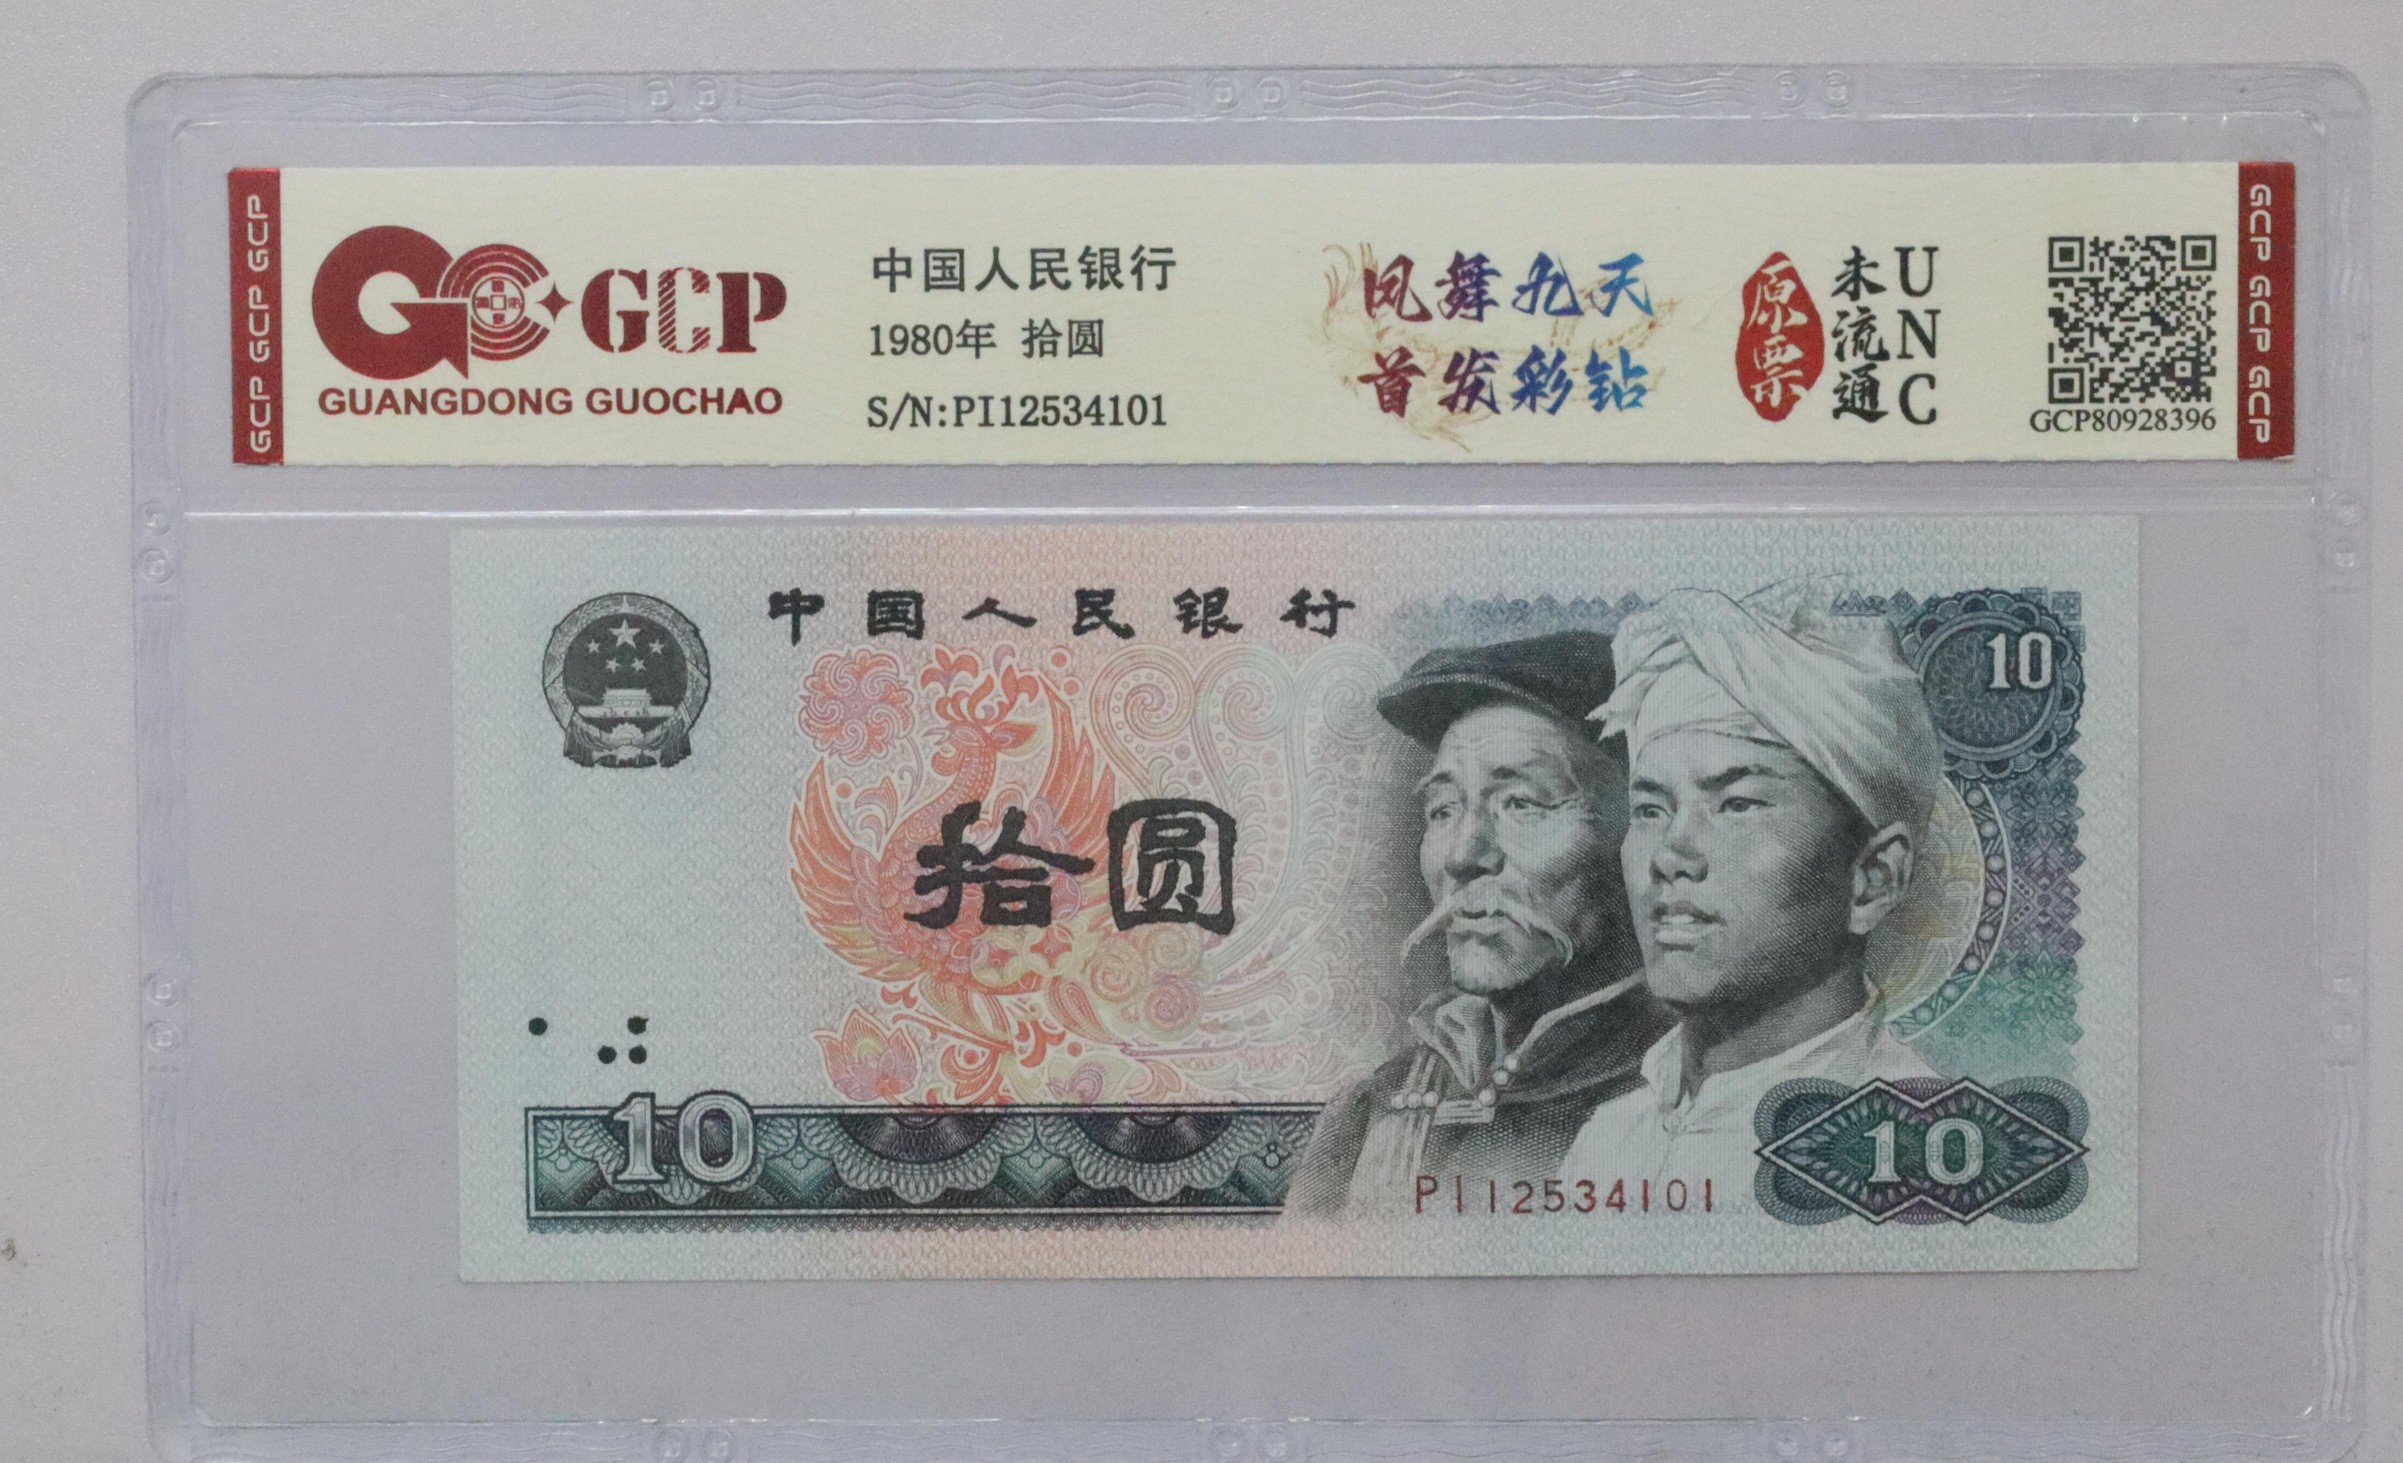 GCP GCP GCP
GCP
GUANGDONG GUOCHAO
中国人民银行
1980年 拾圆
S/N:PI12534101
凤舞九天
首发彩钻
原票
未流通
UNC
GCP80928396
GCP GCP GCP
中国人民银行
10
拾圆
10
PI12534101
10